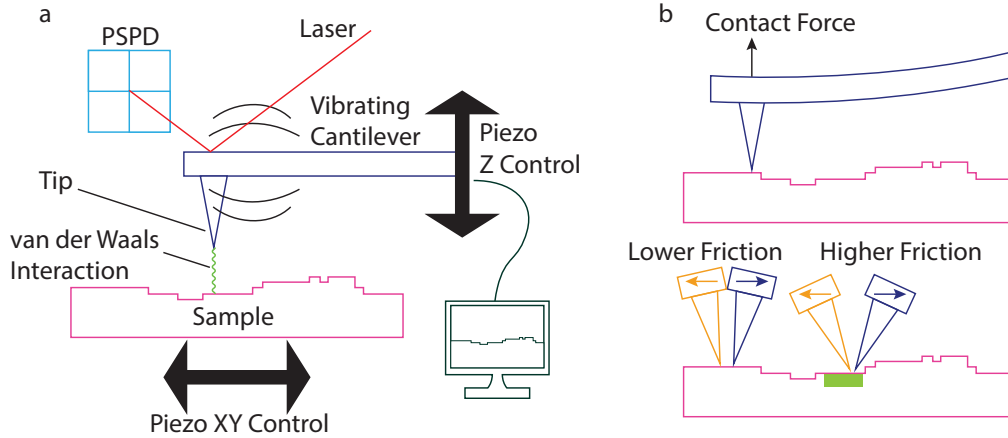 a
PSPD
Laser
Vibrating
Cantilever
Piezo
Z Control
Tip
van der Waals
Interaction
Sample
Piezo XY Control
b
Contact Force
Lower Friction
Higher Friction